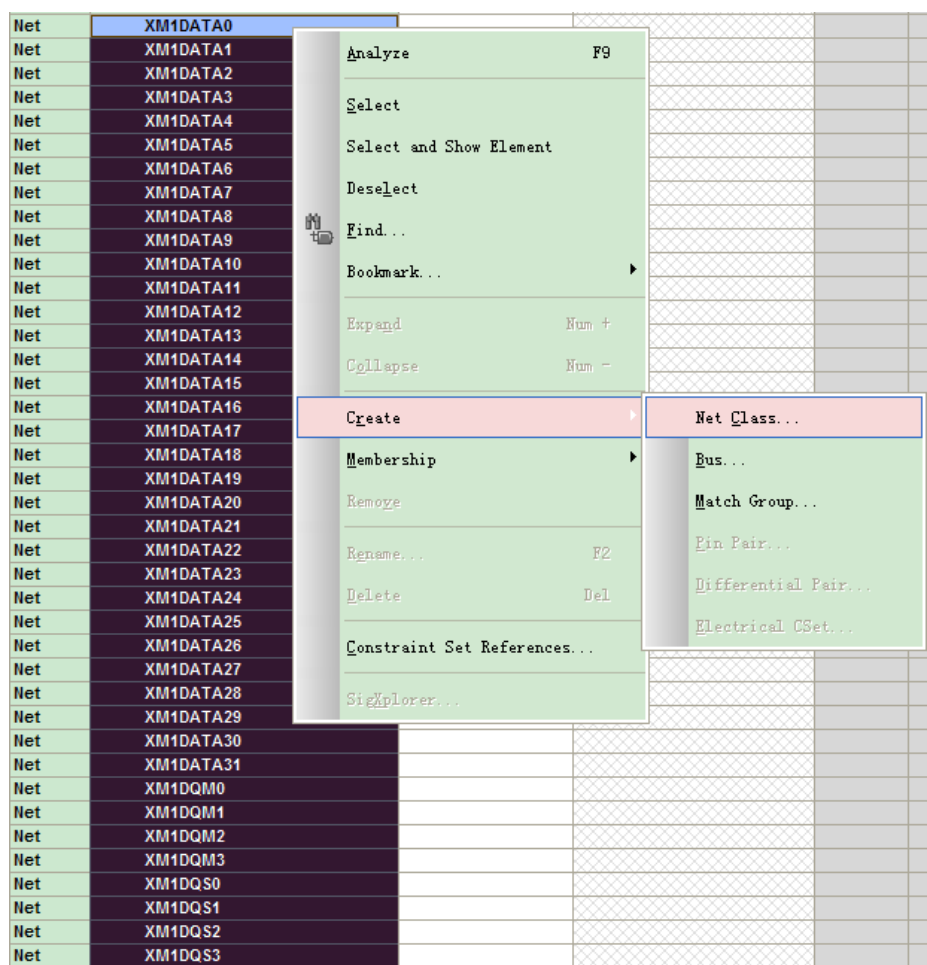 Net XM1DATA0
Net XM1DATA1
Net XM1DATA2
Net XM1DATA3
Net XM1DATA4
Net XM1DATA5
Net XM1DATA6
Net XM1DATA7
Net XM1DATA8
Net XM1DATA9
Net XM1DATA10
Net XM1DATA11
Net XM1DATA12
Net XM1DATA13
Net XM1DATA14
Net XM1DATA15
Net XM1DATA16
Net XM1DATA17
Net XM1DATA18
Net XM1DATA19
Net XM1DATA20
Net XM1DATA21
Net XM1DATA22
Net XM1DATA23
Net XM1DATA24
Net XM1DATA25
Net XM1DATA26
Net XM1DATA27
Net XM1DATA28
Net XM1DATA29
Net XM1DATA30
Net XM1DATA31
Net XM1DQM0
Net XM1DQM1
Net XM1DQM2
Net XM1DQM3
Net XM1DQS0
Net XM1DQS1
Net XM1DQS2
Net XM1DQS3
Analyze F9
Select
Select and Show Element
Deselect
Find...
Bookmark...
Expand Num +
Collapse Num -
Create
Membership
Remove
Rename... F2
Delete Del
Constraint Set References...
SigXplorer...
Net Class...
Bus...
Match Group...
Pin Pair...
Differential Pair...
Electrical CSet...